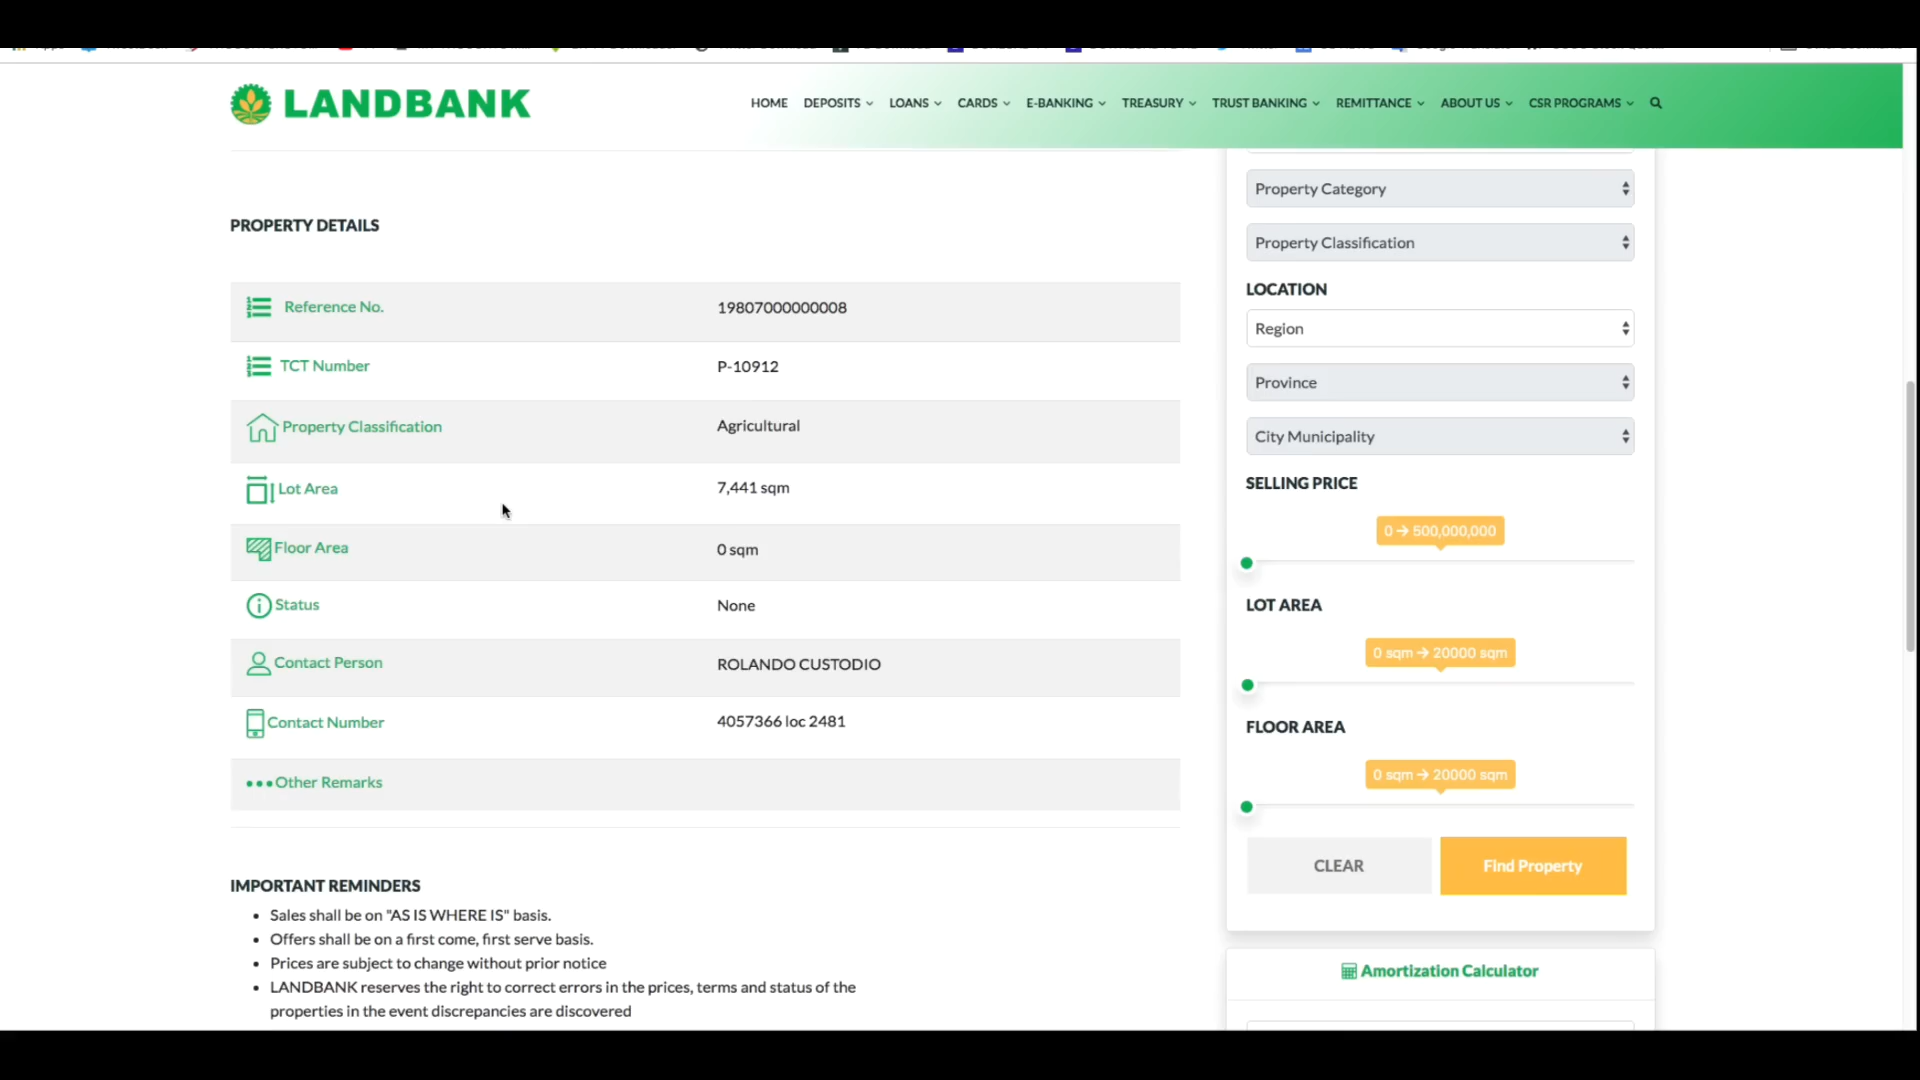 LANDBANK
HOME DEPOSITS LOANS CARDS E-BANKING TREASURY TRUST BANKING REMITTANCE ABOUT US CSR PROGRAMS
PROPERTY DETAILS
Reference No. 19807000000008
TCT Number P-10912
Property Classification Agricultural
Lot Area 7,441 sqm
Floor Area 0 sqm
Status None
Contact Person ROLANDO CUSTODIO
Contact Number 4057366 loc 2481
Other Remarks
IMPORTANT REMINDERS
• Sales shall be on "AS IS WHERE IS" basis.
• Offers shall be on a first come, first serve basis.
• Prices are subject to change without prior notice
• LANDBANK reserves the right to correct errors in the prices, terms and status of the
properties in the event discrepancies are discovered
Property Category
Property Classification
LOCATION
Region
Province
City Municipality
SELLING PRICE
0 → 500,000,000
LOT AREA
0 sqm → 20000 sqm
FLOOR AREA
0 sqm → 20000 sqm
CLEAR Find Property
Amortization Calculator